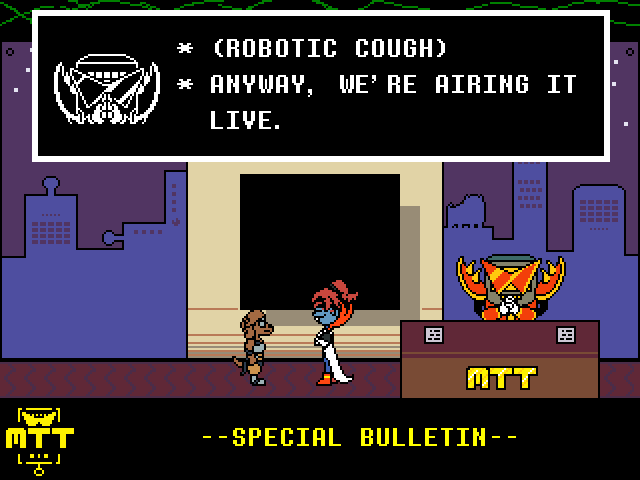 * (ROBOTIC COUGH)
* ANYWAY, WE'RE AIRING IT
LIVE.
MTT
MTT
--SPECIAL BULLETIN--